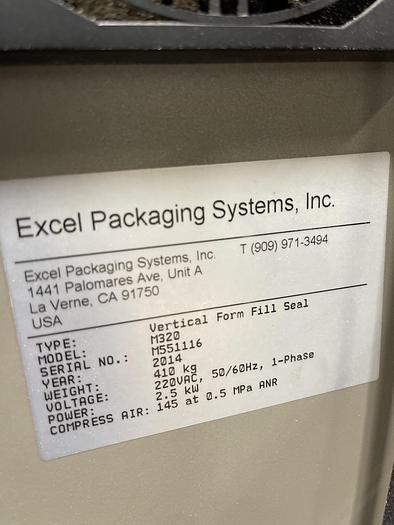 Excel Packaging Systems, Inc.
Excel Packaging Systems, Inc. T (909) 971-3494
1441 Palomares Ave, Unit A
La Verne, CA 91750
USA
TYPE: Vertical Form Fill Seal
MODEL: M320
SERIAL NO.: M551116
YEAR: 2014
WEIGHT: 410 kg
VOLTAGE: 220VAC, 50/60Hz, 1-Phase
POWER: 2.5 kW
COMPRESS AIR: 145 at 0.5 MPa ANR